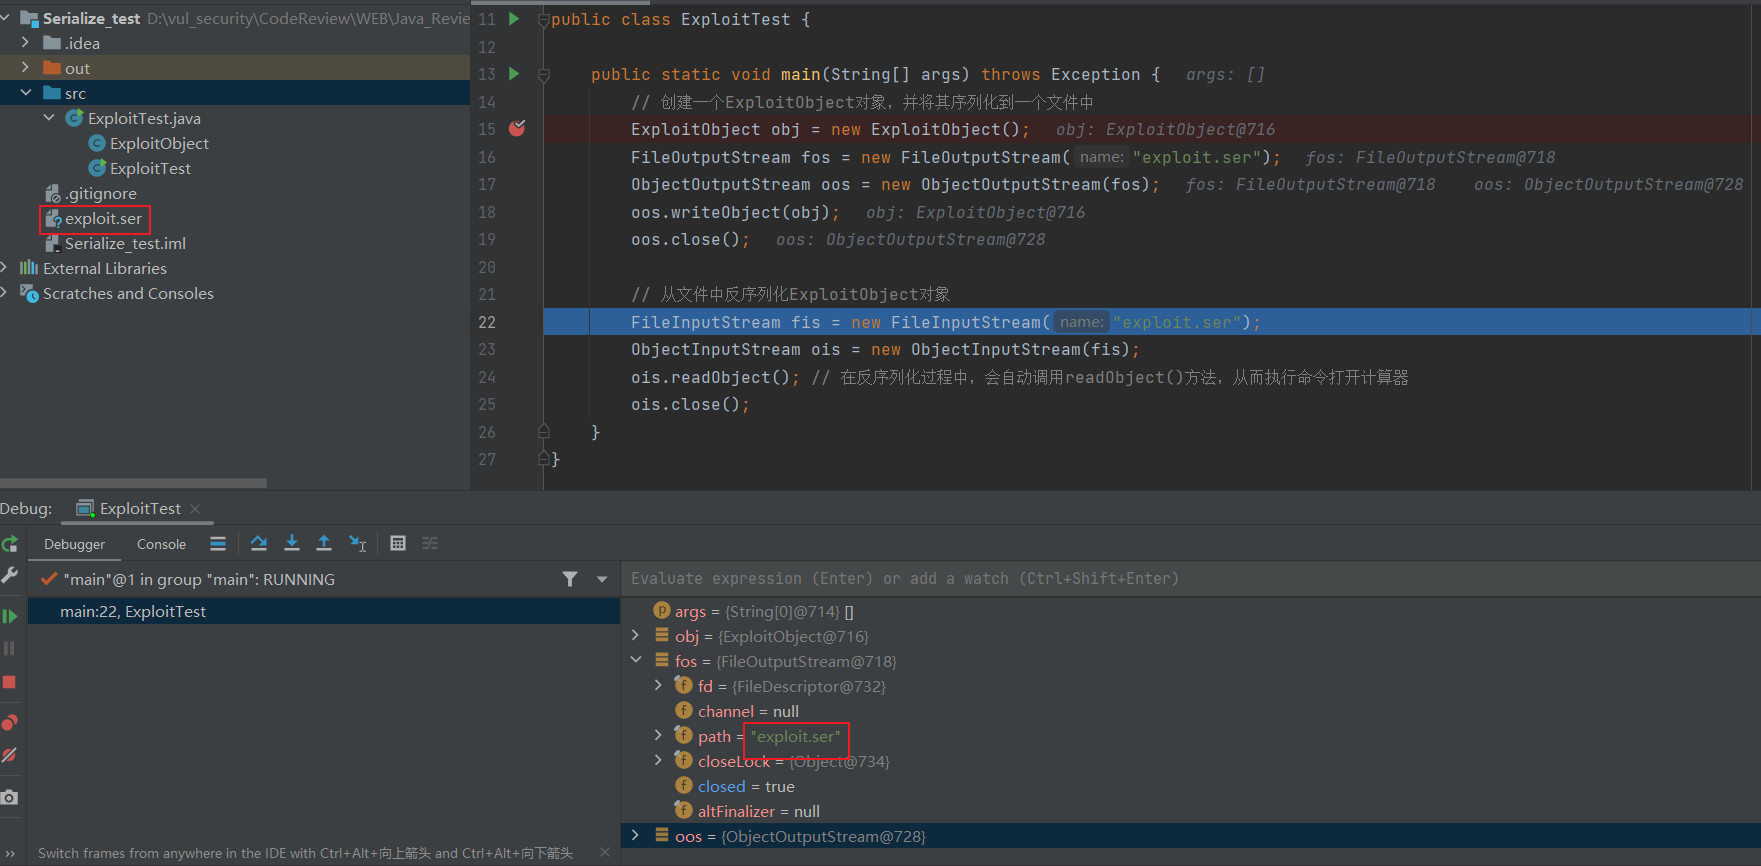 Serialize_test D:\vul_security\CodeReview\WEB\Java_Revie
.idea
out
src
ExploitTest.java
ExploitObject
ExploitTest
.gitignore
exploit.ser
Serialize_test.iml
External Libraries
Scratches and Consoles
11 public class ExploitTest {
12
13 public static void main(String[] args) throws Exception { args: []
14 // 创建一个ExploitObject对象，并将其序列化到一个文件中
15 ExploitObject obj = new ExploitObject(); obj: ExploitObject@716
16 FileOutputStream fos = new FileOutputStream( name: "exploit.ser"); fos: FileOutputStream@718
17 ObjectOutputStream oos = new ObjectOutputStream(fos); fos: FileOutputStream@718 oos: ObjectOutputStream@728
18 oos.writeObject(obj); obj: ExploitObject@716
19 oos.close(); oos: ObjectOutputStream@728
20
21 // 从文件中反序列化ExploitObject对象
22 FileInputStream fis = new FileInputStream( name: "exploit.ser");
23 ObjectInputStream ois = new ObjectInputStream(fis);
24 ois.readObject(); // 在反序列化过程中，会自动调用readObject()方法，从而执行命令打开计算器
25 ois.close();
26 }
27 }
Debug: ExploitTest
Debugger Console
"main"@1 in group "main": RUNNING
main:22, ExploitTest
Evaluate expression (Enter) or add a watch (Ctrl+Shift+Enter)
args = {String[0]@714} []
obj = {ExploitObject@716}
fos = {FileOutputStream@718}
fd = {FileDescriptor@732}
channel = null
path = "exploit.ser"
closeLock = {Object@734}
closed = true
altFinalizer = null
oos = {ObjectOutputStream@728}
Switch frames from anywhere in the IDE with Ctrl+Alt+向上箭头 and Ctrl+Alt+向下箭头